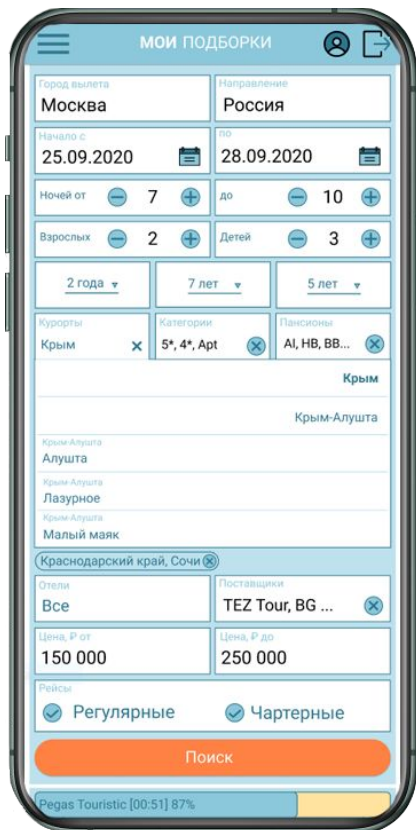 МОИ ПОДБОРКИ
Город вылета
Москва
Направление
Россия
Начало с
25.09.2020
по
28.09.2020
Ночей от
7
до
10
Взрослых
2
Детей
3
2 года
7 лет
5 лет
Курорты
Крым
Категории
5*, 4*, Apt
Пансионы
AI, HB, BB...
Крым
Крым-Алушта
Крым-Алушта
Алушта
Крым-Алушта
Лазурное
Крым-Алушта
Малый маяк
Краснодарский край, Сочи
Отели
Все
Поставщики
TEZ Tour, BG ...
Цена, ₽ от
150 000
Цена, ₽ до
250 000
Рейсы
Регулярные
Чартерные
Поиск
Pegas Touristic [00:51] 87%